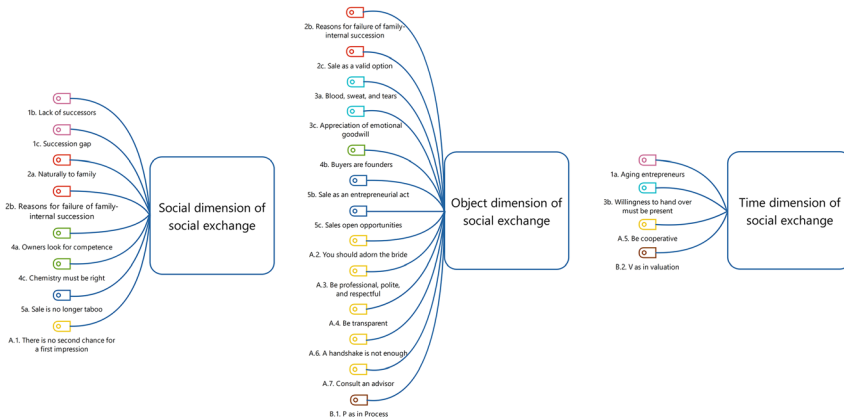 1b. Lack of successors
1c. Succession gap
2a. Naturally to family
2b. Reasons for failure of family-
internal succession
4a. Owners look for competence
4c. Chemistry must be right
5a. Sale is no longer taboo
A.1. There is no second chance for
a first impression
Social dimension of
social exchange
2b. Reasons for failure of family-
internal succession
2c. Sale as a valid option
3a. Blood, sweat, and tears
3c. Appreciation of emotional
goodwill
4b. Buyers are founders
5b. Sale as an entrepreneurial act
5c. Sales open opportunities
A.2. You should adorn the bride
A.3. Be professional, polite,
and respectful
A.4. Be transparent
A.6. A handshake is not enough
A.7. Consult an advisor
B.1. P as in Process
Object dimension of
social exchange
1a. Aging entrepreneurs
3b. Willingness to hand over
must be present
A.5. Be cooperative
B.2. V as in valuation
Time dimension of
social exchange